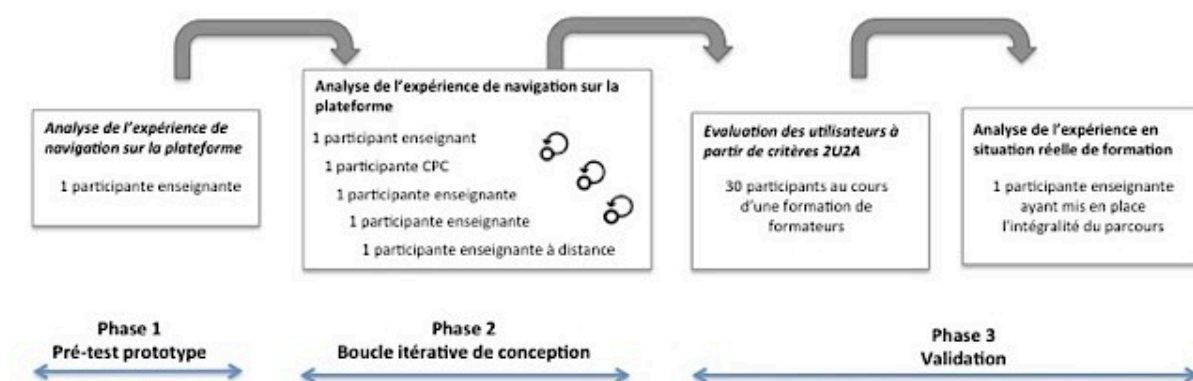 Analyse de l'expérience de
navigation sur la plateforme
1 participante enseignante
Analyse de l'expérience de navigation sur la
plateforme
1 participant enseignant
1 participante CPC
1 participante enseignante
1 participante enseignante
1 participante enseignante à distance
Evaluation des utilisateurs à
partir de critères 2U2A
30 participants au cours
d'une formation de
formateurs
Analyse de l'expérience en
situation réelle de formation
1 participante enseignante
ayant mis en place
l'intégralité du parcours
Phase 1
Pré-test prototype
Phase 2
Boucle itérative de conception
Phase 3
Validation